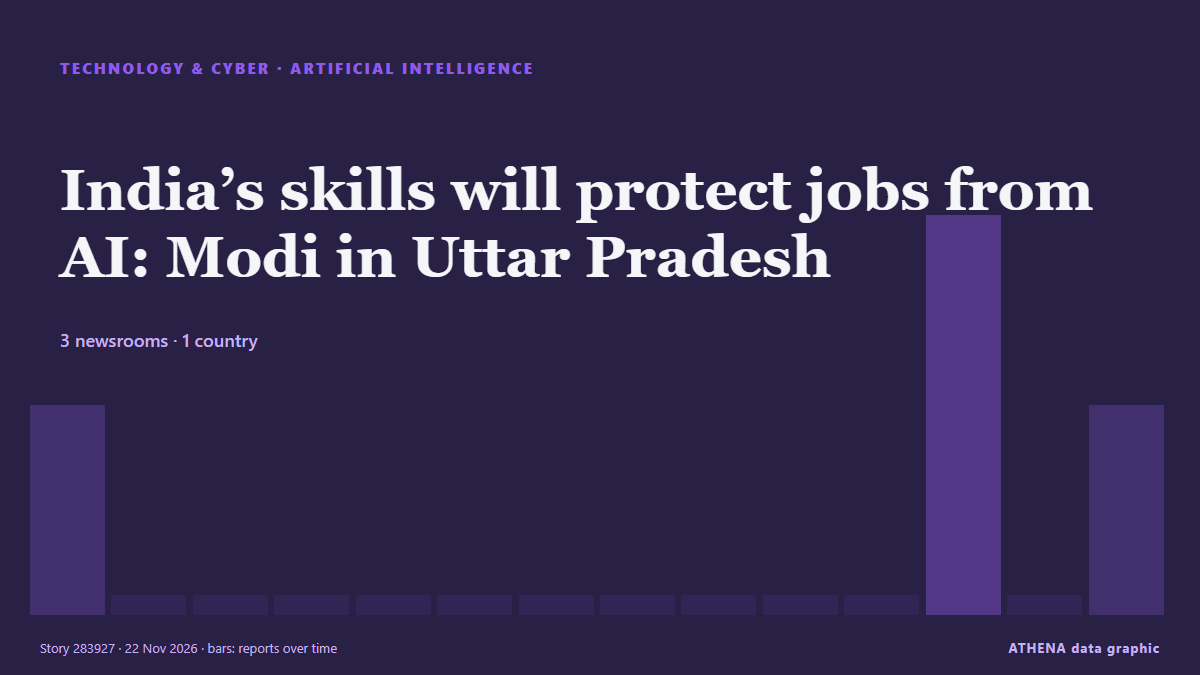 TECHNOLOGY & CYBER · ARTIFICIAL INTELLIGENCE
India’s skills will protect jobs from
AI: Modi in Uttar Pradesh
3 newsrooms · 1 country
Story 283927 · 22 Nov 2026 · bars: reports over time
ATHENA data graphic